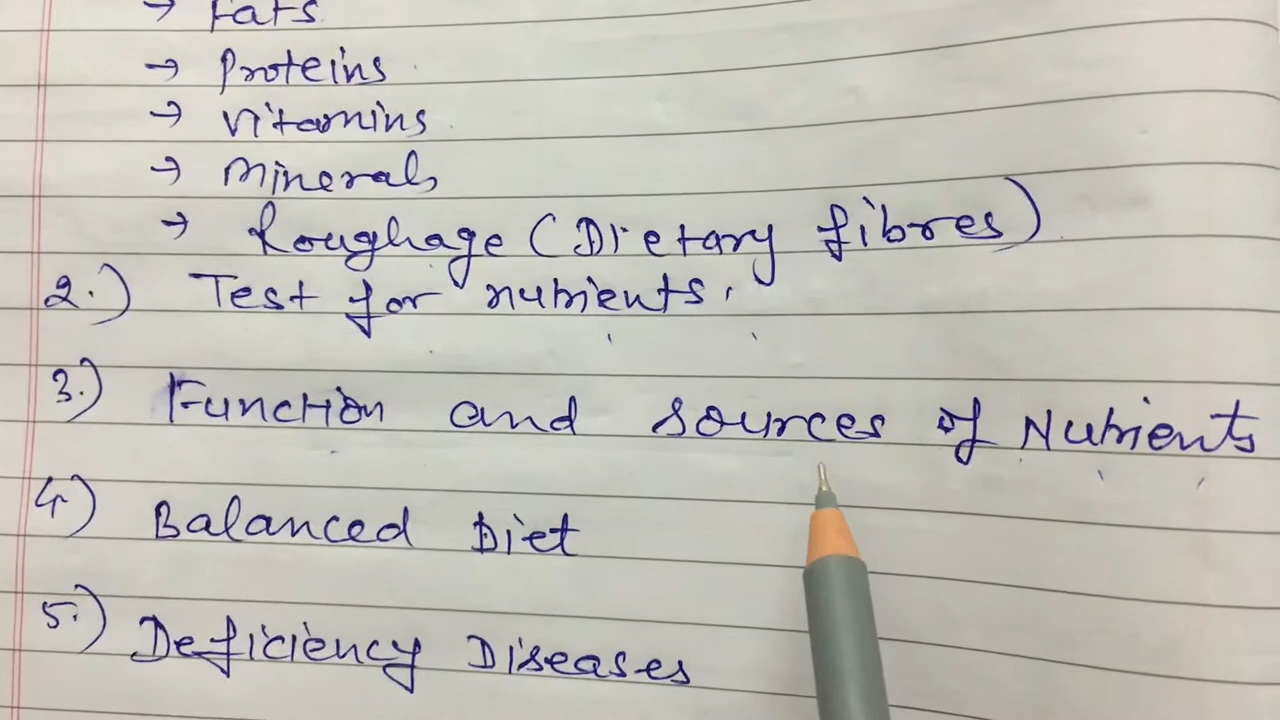 → Fats
→ Proteins
→ Vitamins
→ Minerals
→ Roughage (Dietary fibres)
2.) Test for nutrients.
3.) Function and sources of Nutrients
4) Balanced Diet
5.) Deficiency Diseases